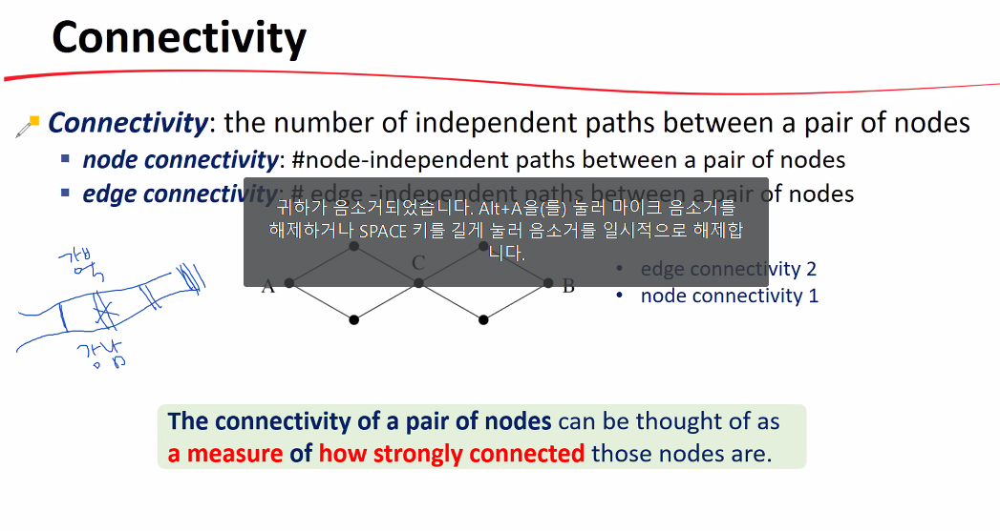 Connectivity
Connectivity: the number of independent paths between a pair of nodes
node connectivity: #node-independent paths between a pair of nodes
edge connectivity: # edge -independent paths between a pair of nodes
귀하가 음소거되었습니다. Alt+A을(를) 눌러 마이크 음소거를
해제하거나 SPACE 키를 길게 눌러 음소거를 일시적으로 해제합
니다.
강북
강남
A
C
B
• edge connectivity 2
• node connectivity 1
The connectivity of a pair of nodes can be thought of as
a measure of how strongly connected those nodes are.